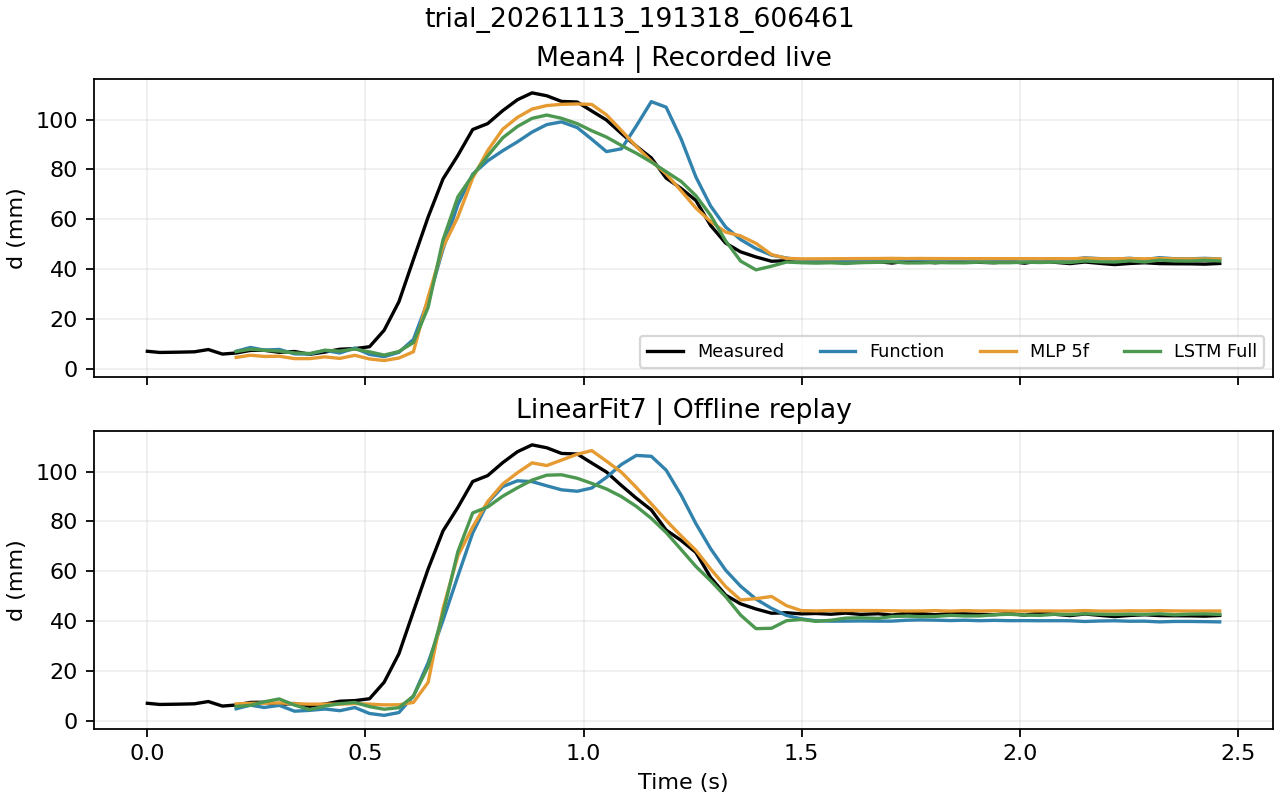 trial_20261113_191318_606461
Mean4 | Recorded live
d (mm)
100
80
60
40
20
0
Measured
Function
MLP 5f
LSTM Full
LinearFit7 | Offline replay
d (mm)
100
80
60
40
20
0
0.0
0.5
1.0
1.5
2.0
2.5
Time (s)